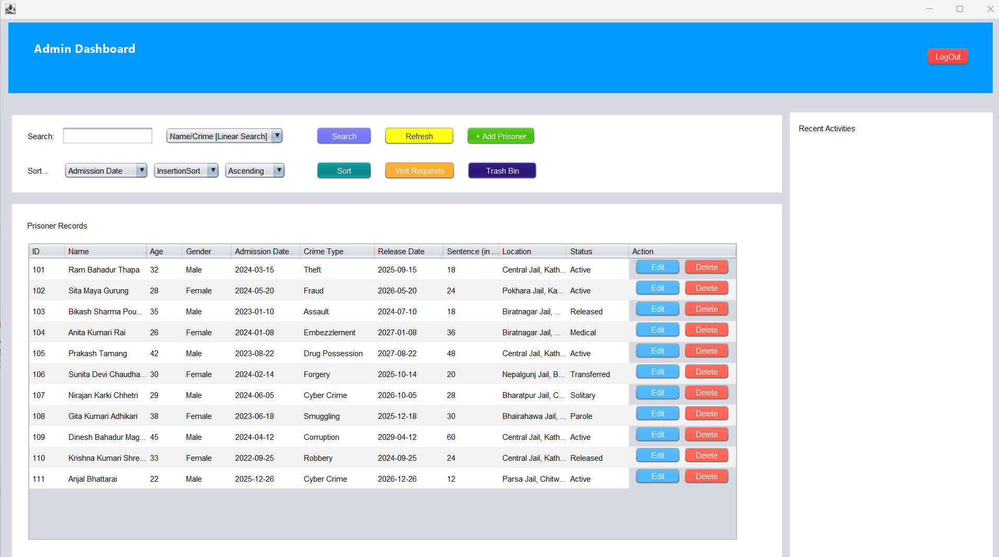 Admin Dashboard
LogOut
Search: Name/Crime [Linear Search] Search Refresh + Add Prisoner
Sort... Admission Date InsertionSort Ascending Sort Visit Requests Trash Bin
Recent Activities
Prisoner Records
ID Name Age Gender Admission Date Crime Type Release Date Sentence (in ... Location Status Action
101 Ram Bahadur Thapa 32 Male 2024-03-15 Theft 2025-09-15 18 Central Jail, Kath... Active Edit Delete
102 Sita Maya Gurung 28 Female 2024-05-20 Fraud 2026-05-20 24 Pokhara Jail, Ka... Active Edit Delete
103 Bikash Sharma Pou... 35 Male 2023-01-10 Assault 2024-07-10 18 Biratnagar Jail, ... Released Edit Delete
104 Anita Kumari Rai 26 Female 2024-01-08 Embezzlement 2027-01-08 36 Biratnagar Jail, ... Medical Edit Delete
105 Prakash Tamang 42 Male 2023-08-22 Drug Possession 2027-08-22 48 Central Jail, Kath... Active Edit Delete
106 Sunita Devi Chaudha... 30 Female 2024-02-14 Forgery 2025-10-14 20 Nepalgunj Jail, B... Transferred Edit Delete
107 Nirajan Karki Chhetri 29 Male 2024-06-05 Cyber Crime 2026-10-05 28 Bharatpur Jail, C... Solitary Edit Delete
108 Gita Kumari Adhikari 38 Female 2023-06-18 Smuggling 2025-12-18 30 Bhairahawa Jail, ... Parole Edit Delete
109 Dinesh Bahadur Mag... 45 Male 2024-04-12 Corruption 2029-04-12 60 Central Jail, Kath... Active Edit Delete
110 Krishna Kumari Shre... 33 Female 2022-09-25 Robbery 2024-09-25 24 Central Jail, Kath... Released Edit Delete
111 Anjal Bhattarai 22 Male 2025-12-26 Cyber Crime 2026-12-26 12 Parsa Jail, Chitw... Active Edit Delete